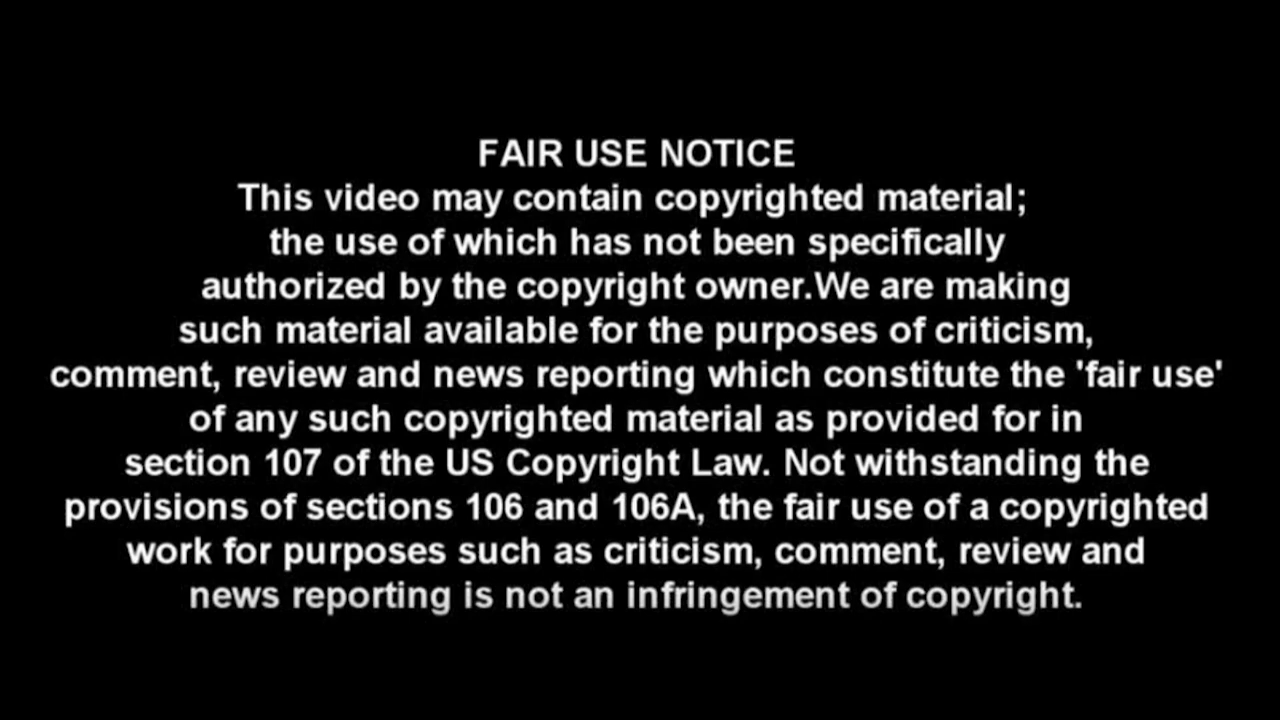 FAIR USE NOTICE
This video may contain copyrighted material;
the use of which has not been specifically
authorized by the copyright owner.We are making
such material available for the purposes of criticism,
comment, review and news reporting which constitute the 'fair use'
of any such copyrighted material as provided for in
section 107 of the US Copyright Law. Not withstanding the
provisions of sections 106 and 106A, the fair use of a copyrighted
work for purposes such as criticism, comment, review and
news reporting is not an infringement of copyright.